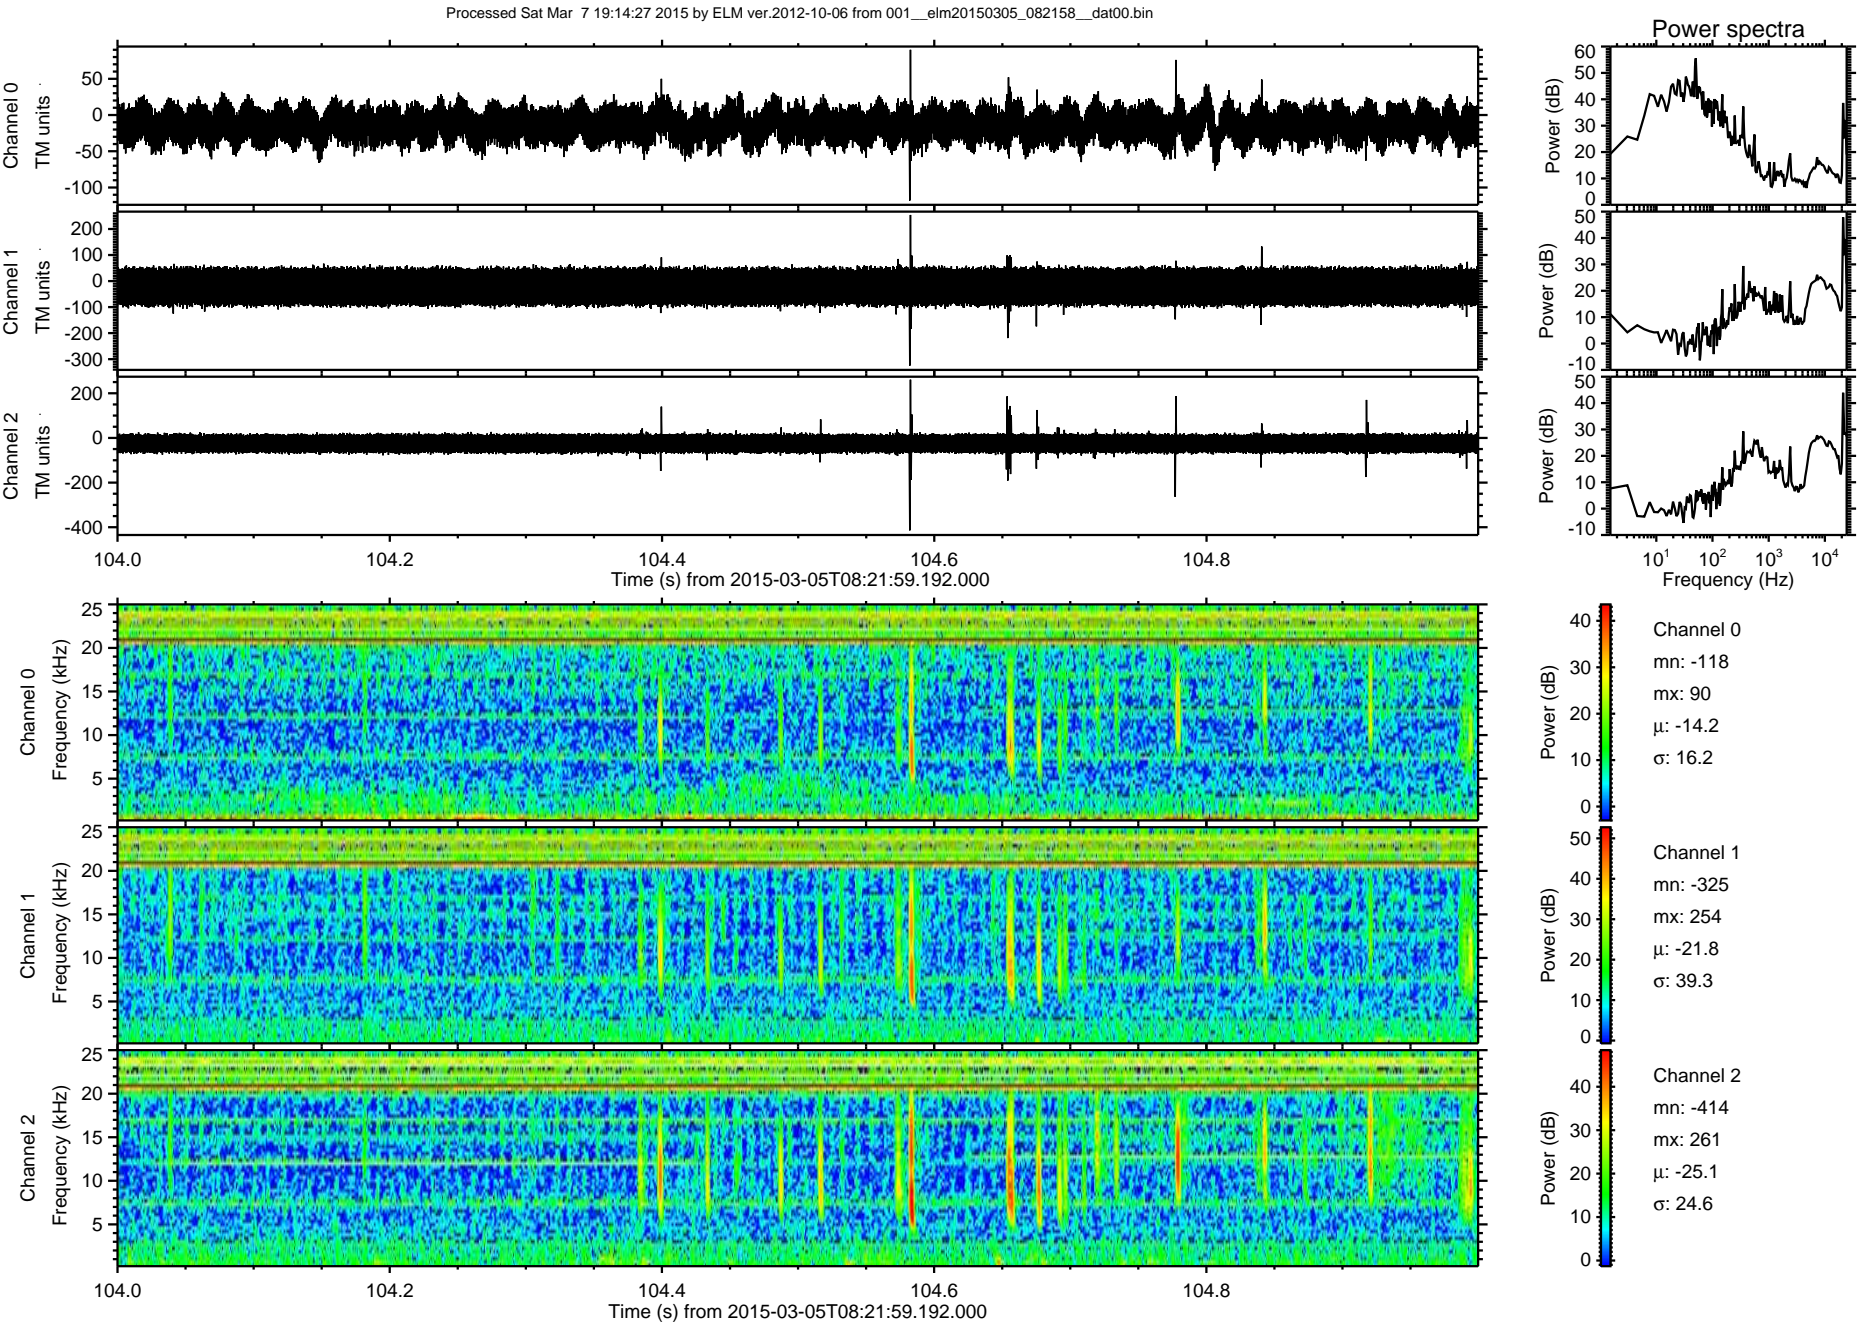 Processed Sat Mar 7 19:14:27 2015 by ELM ver.2012-10-06 from 001__elm20150305_082158__dat00.bin
Power spectra
Channel 0
TM units
50
0
-50
-100
Power (dB)
60
50
40
30
20
10
0
Channel 1
TM units
200
100
0
-100
-200
-300
Power (dB)
50
40
30
20
10
0
-10
Channel 2
TM units
200
0
-200
-400
Power (dB)
50
40
30
20
10
0
-10
104.0 104.2 104.4 104.6 104.8
Time (s) from 2015-03-05T08:21:59.192.000
10¹ 10² 10³ 10⁴
Frequency (Hz)
Channel 0
Frequency (kHz)
25
20
15
10
5
Power (dB)
40
30
20
10
0
Channel 0
mn: -118
mx: 90
μ: -14.2
σ: 16.2
Channel 1
Frequency (kHz)
25
20
15
10
5
Power (dB)
50
40
30
20
10
0
Channel 1
mn: -325
mx: 254
μ: -21.8
σ: 39.3
Channel 2
Frequency (kHz)
25
20
15
10
5
Power (dB)
40
30
20
10
0
Channel 2
mn: -414
mx: 261
μ: -25.1
σ: 24.6
104.0 104.2 104.4 104.6 104.8
Time (s) from 2015-03-05T08:21:59.192.000